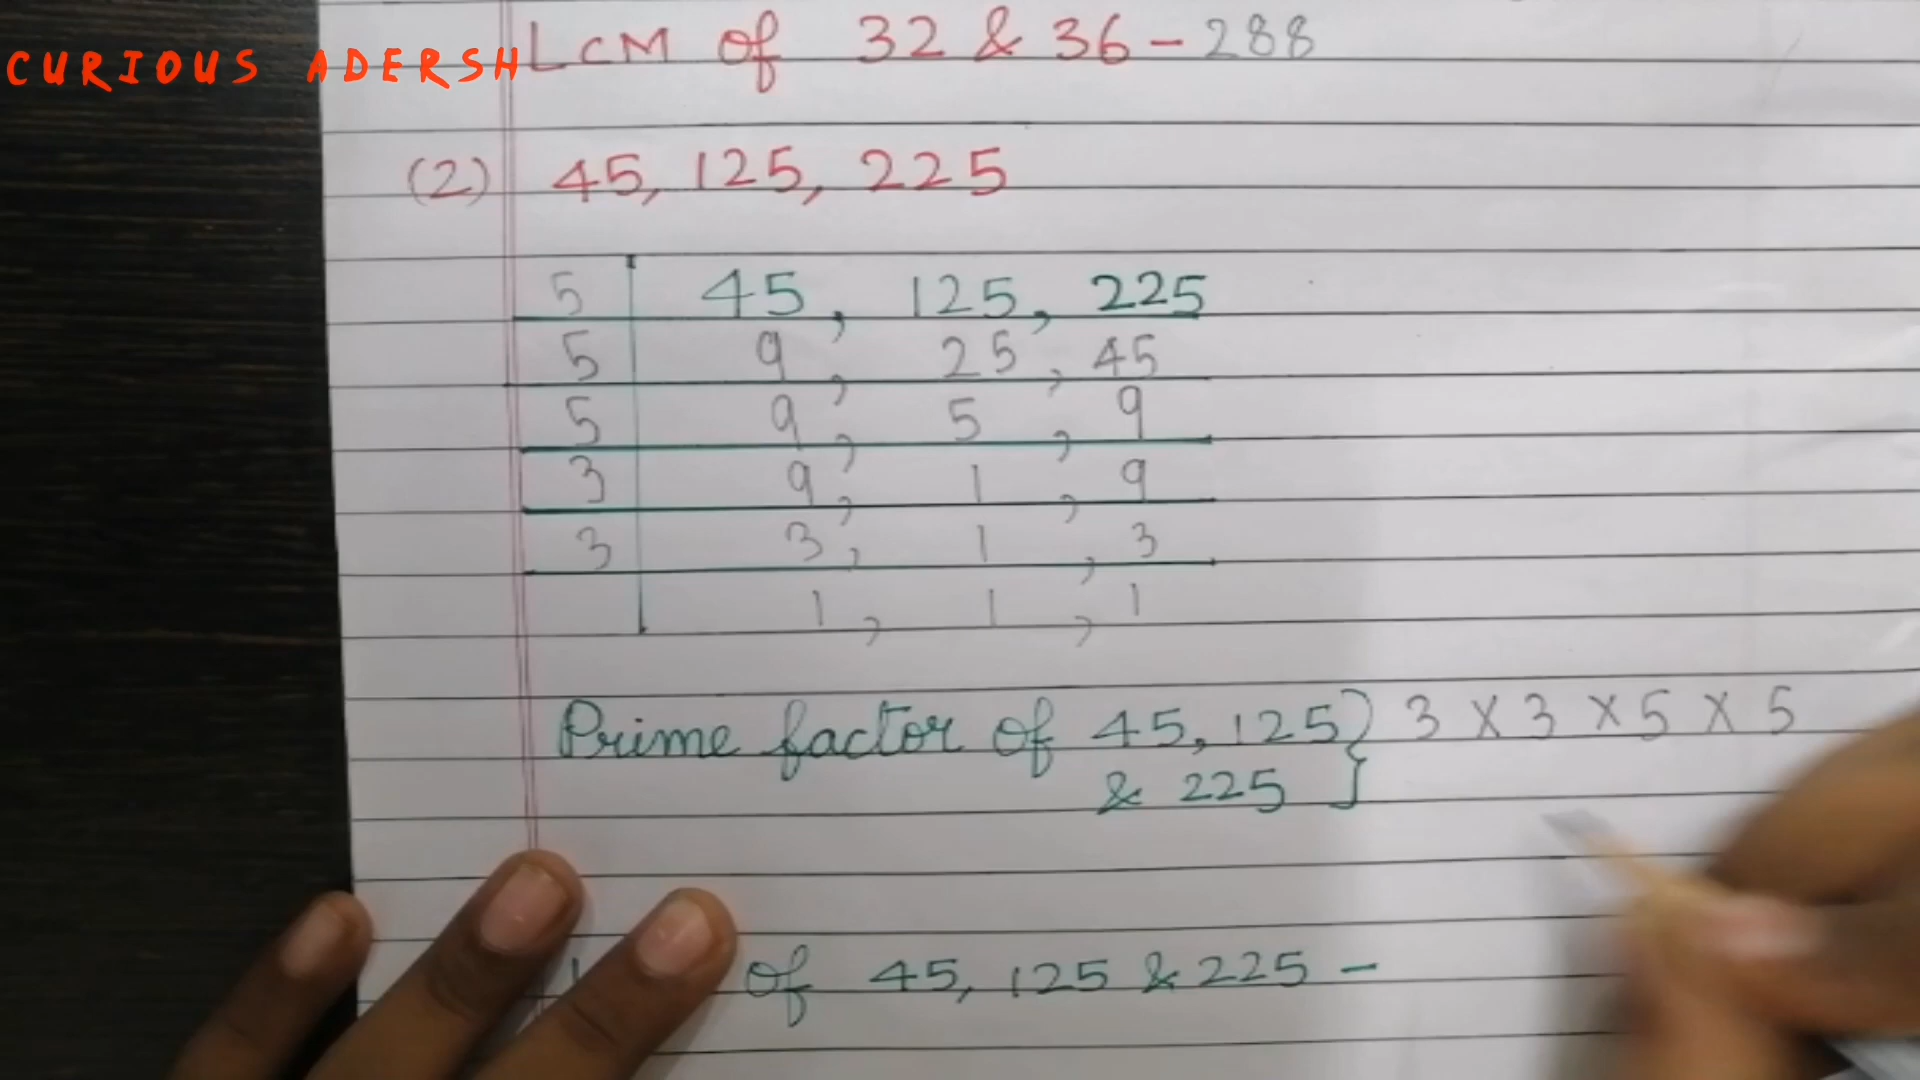 CURIOUS ADERSH
LCM of 32 & 36 - 288
(2) 45, 125, 225
5 45, 125, 225
5 9, 25, 45
5 9, 5, 9
3 9, 1, 9
3 3, 1, 3
1, 1, 1
Prime factor of 45, 125 } 3 X 3 X 5 X 5
& 225
of 45, 125 & 225 -